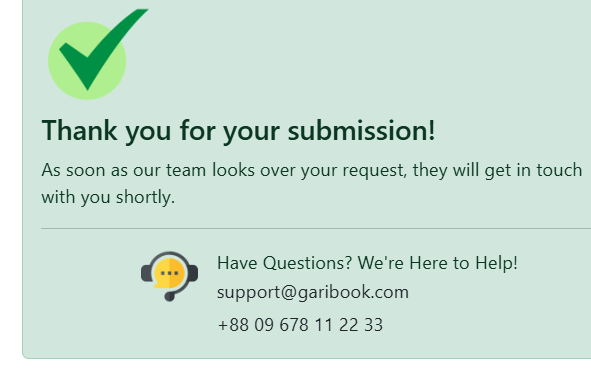 Thank you for your submission!
As soon as our team looks over your request, they will get in touch
with you shortly.
Have Questions? We're Here to Help!
support@garibook.com
+88 09 678 11 22 33